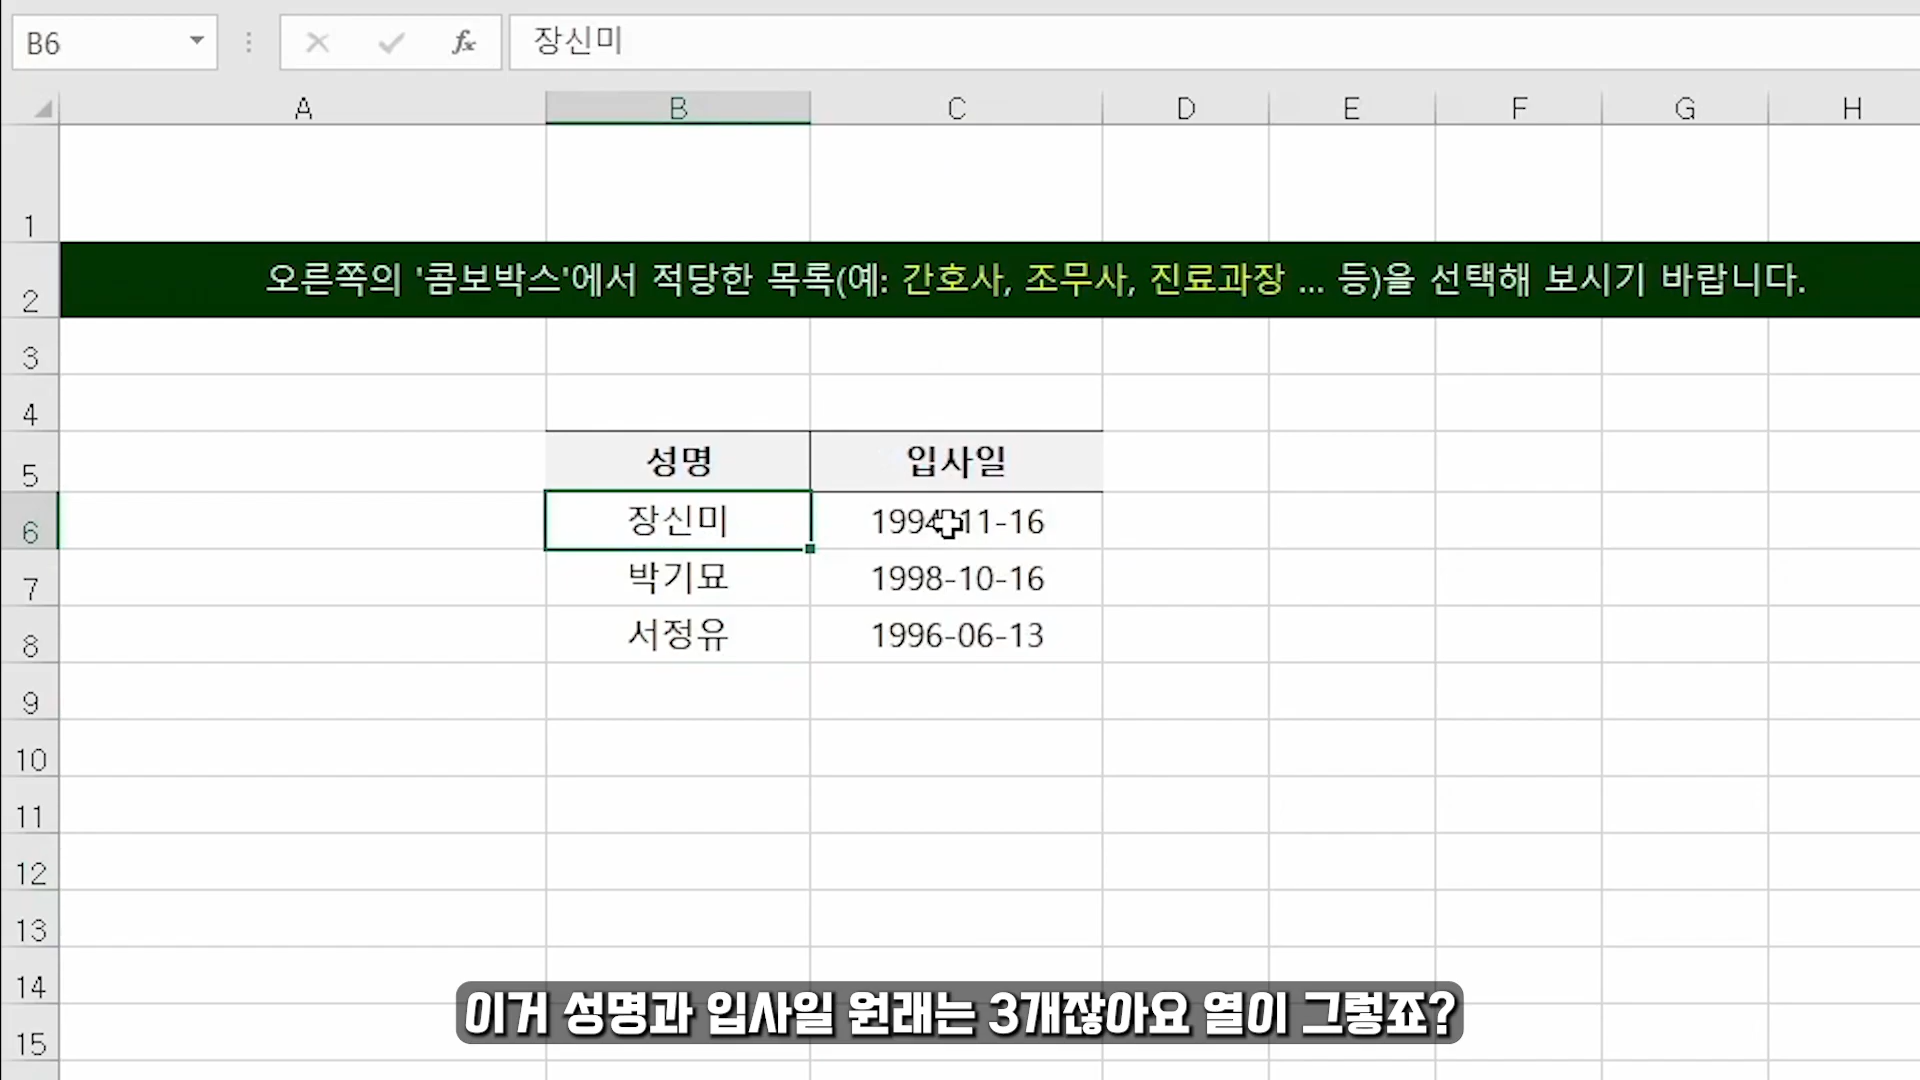 B6 fx 장신미
A B C D E F G H
1
2 오른쪽의 '콤보박스'에서 적당한 목록(예: 간호사, 조무사, 진료과장 ... 등)을 선택해 보시기 바랍니다.
3
4
5 성명 입사일
6 장신미 1994-11-16
7 박기묘 1998-10-16
8 서정유 1996-06-13
9
10
11
12
13
14
이거 성명과 입사일 원래는 3개잖아요 열이 그렇죠?
15